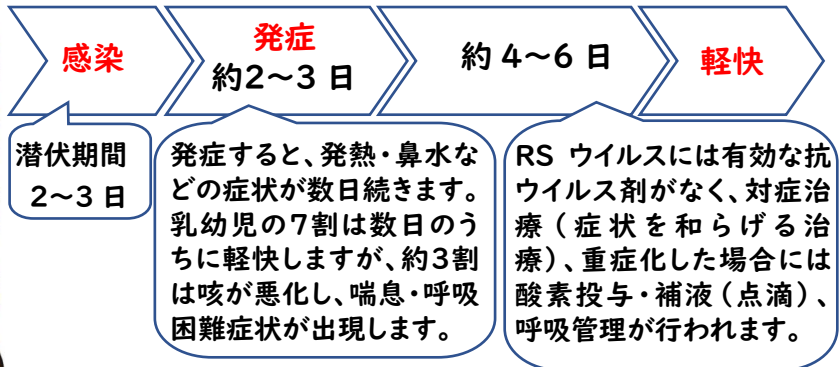 感染
発症
約2～3 日
約 4～6 日
軽快
潜伏期間
2～3 日
発症すると、発熱・鼻水な
どの症状が数日続きます。
乳幼児の7割は数日のう
ちに軽快しますが、約3割
は咳が悪化し、喘息・呼吸
困難症状が出現します。
RS ウイルスには有効な抗
ウイルス剤がなく、対症治
療（症状を和らげる治
療）、重症化した場合には
酸素投与・補液（点滴）、
呼吸管理が行われます。